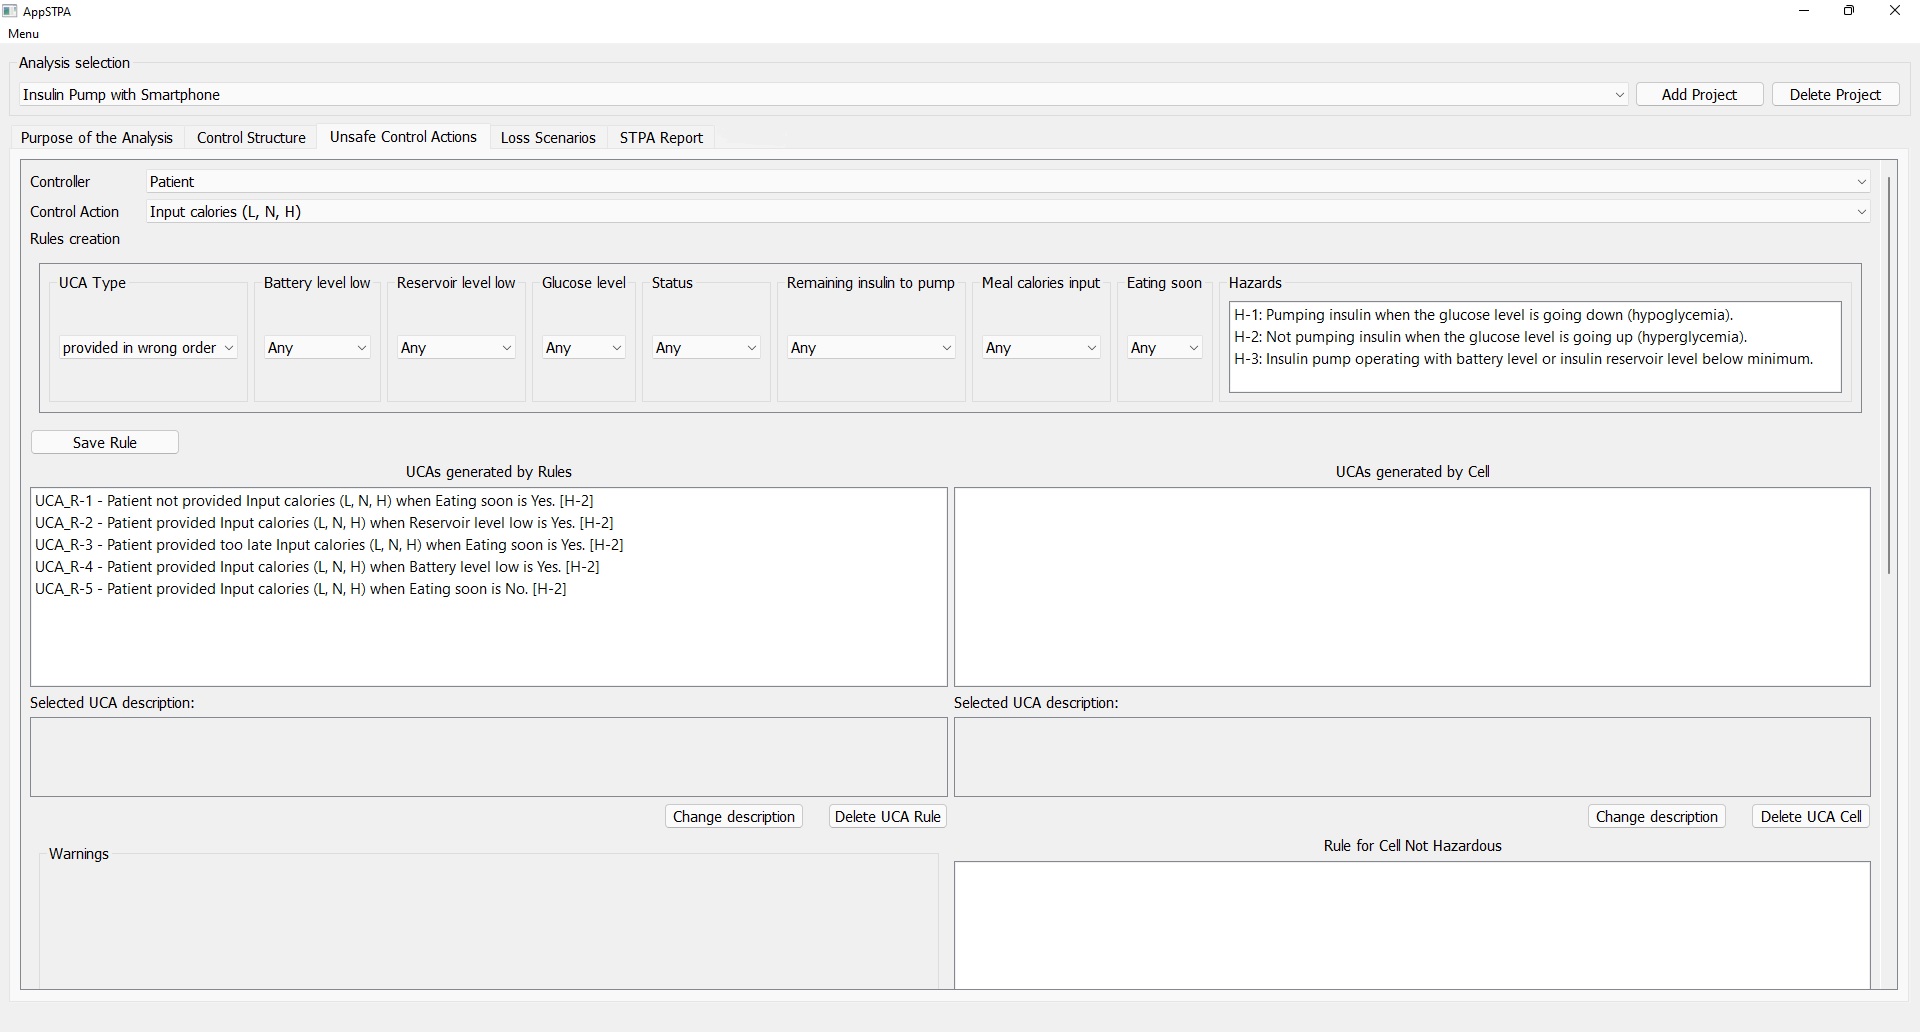 AppSTPA
Menu
Analysis selection
Insulin Pump with Smartphone
Add Project
Delete Project
Purpose of the Analysis
Control Structure
Unsafe Control Actions
Loss Scenarios
STPA Report
Controller
Patient
Control Action
Input calories (L, N, H)
Rules creation
UCA Type
Battery level low
Reservoir level low
Glucose level
Status
Remaining insulin to pump
Meal calories input
Eating soon
Hazards
provided in wrong order
Any
Any
Any
Any
Any
Any
Any
H-1: Pumping insulin when the glucose level is going down (hypoglycemia).
H-2: Not pumping insulin when the glucose level is going up (hyperglycemia).
H-3: Insulin pump operating with battery level or insulin reservoir level below minimum.
Save Rule
UCAs generated by Rules
UCAs generated by Cell
UCA_R-1 - Patient not provided Input calories (L, N, H) when Eating soon is Yes. [H-2]
UCA_R-2 - Patient provided Input calories (L, N, H) when Reservoir level low is Yes. [H-2]
UCA_R-3 - Patient provided too late Input calories (L, N, H) when Eating soon is Yes. [H-2]
UCA_R-4 - Patient provided Input calories (L, N, H) when Battery level low is Yes. [H-2]
UCA_R-5 - Patient provided Input calories (L, N, H) when Eating soon is No. [H-2]
Selected UCA description:
Selected UCA description:
Change description
Delete UCA Rule
Change description
Delete UCA Cell
Warnings
Rule for Cell Not Hazardous